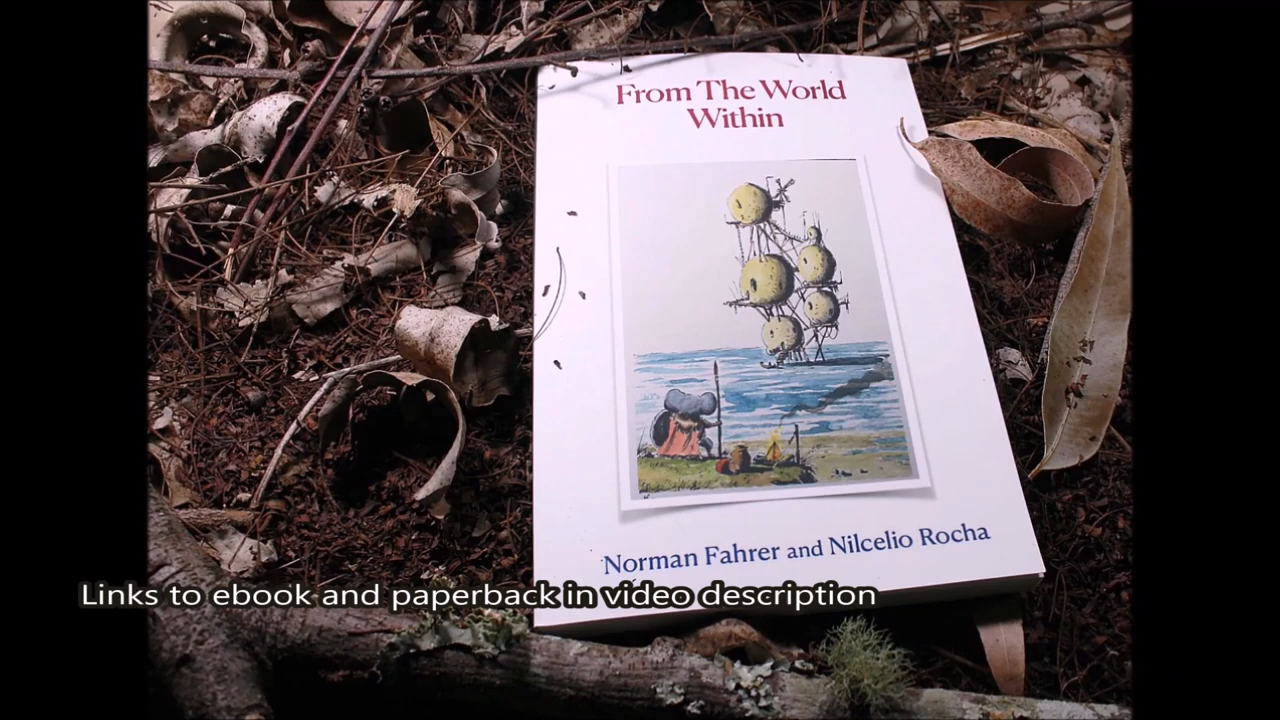 From The World
Within
Norman Fahrer and Nilcelio Rocha
Links to ebook and paperback in video description